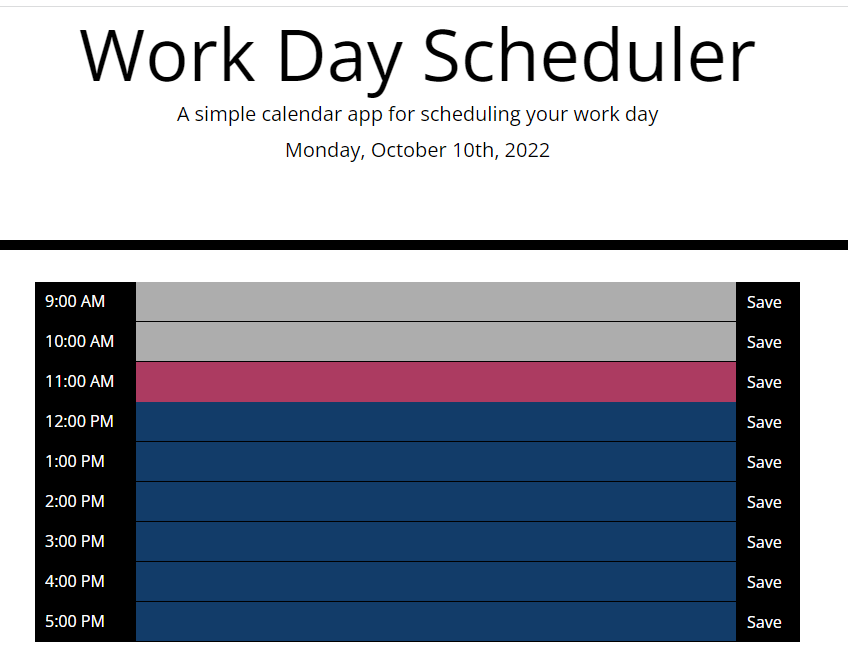 Work Day Scheduler
A simple calendar app for scheduling your work day
Monday, October 10th, 2022
9:00 AM Save
10:00 AM Save
11:00 AM Save
12:00 PM Save
1:00 PM Save
2:00 PM Save
3:00 PM Save
4:00 PM Save
5:00 PM Save